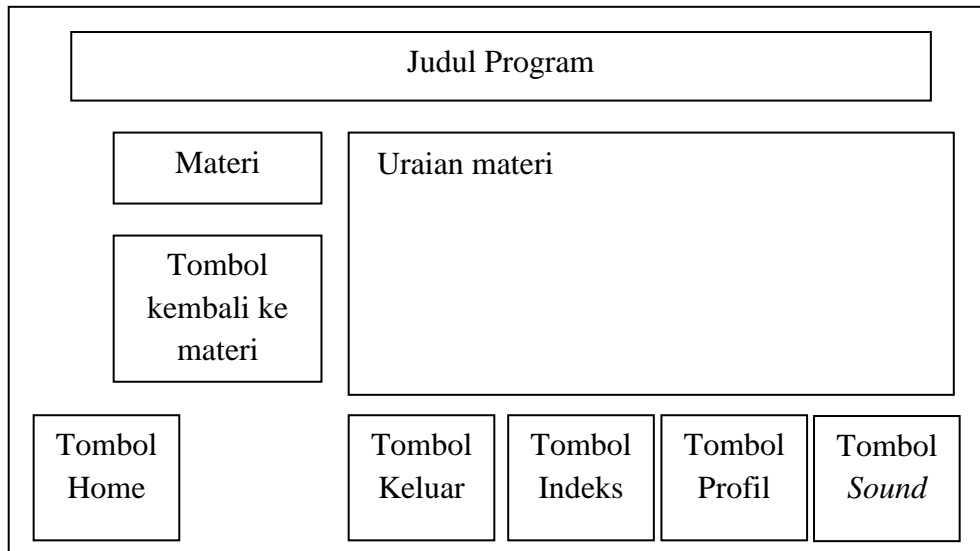 Judul Program
Materi
Uraian materi
Tombol
kembali ke
materi
Tombol
Home
Tombol
Keluar
Tombol
Indeks
Tombol
Profil
Tombol
Sound